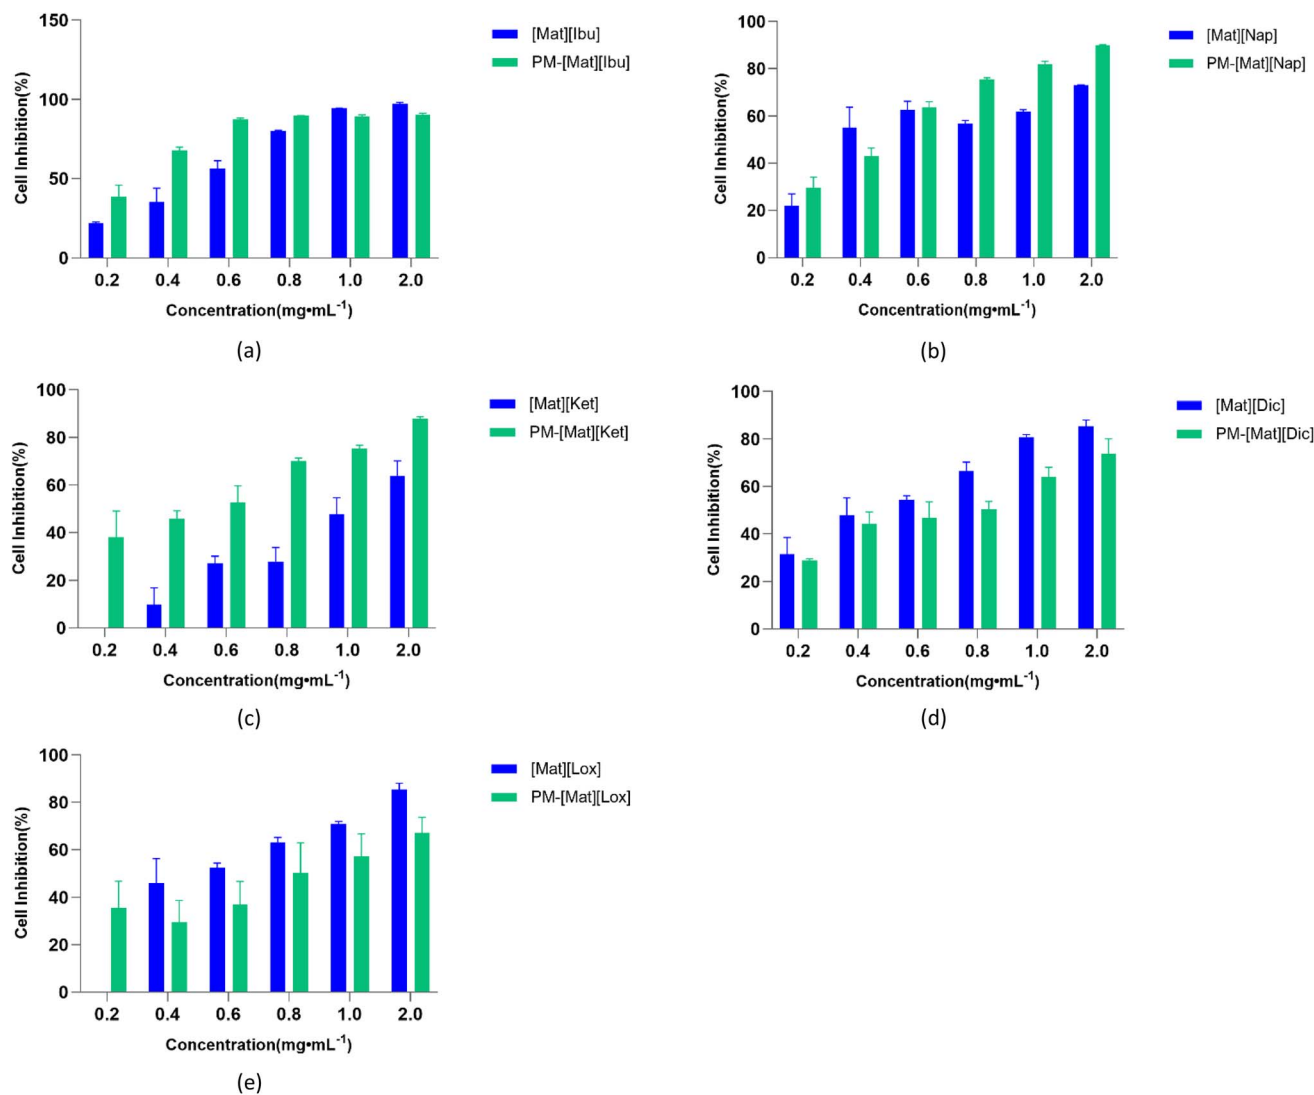 150
100
50
0
Cell Inhibition(%)
0.2 0.4 0.6 0.8 1.0 2.0
Concentration(mg•mL⁻¹)
[Mat][Ibu]
PM-[Mat][Ibu]
(a)
100
80
60
40
20
0
Cell Inhibition(%)
0.2 0.4 0.6 0.8 1.0 2.0
Concentration(mg•mL⁻¹)
[Mat][Nap]
PM-[Mat][Nap]
(b)
100
80
60
40
20
0
Cell Inhibition(%)
0.2 0.4 0.6 0.8 1.0 2.0
Concentration(mg•mL⁻¹)
[Mat][Ket]
PM-[Mat][Ket]
(c)
100
80
60
40
20
0
Cell Inhibition(%)
0.2 0.4 0.6 0.8 1.0 2.0
Concentration(mg•mL⁻¹)
[Mat][Dic]
PM-[Mat][Dic]
(d)
100
80
60
40
20
0
Cell Inhibition(%)
0.2 0.4 0.6 0.8 1.0 2.0
Concentration(mg•mL⁻¹)
[Mat][Lox]
PM-[Mat][Lox]
(e)